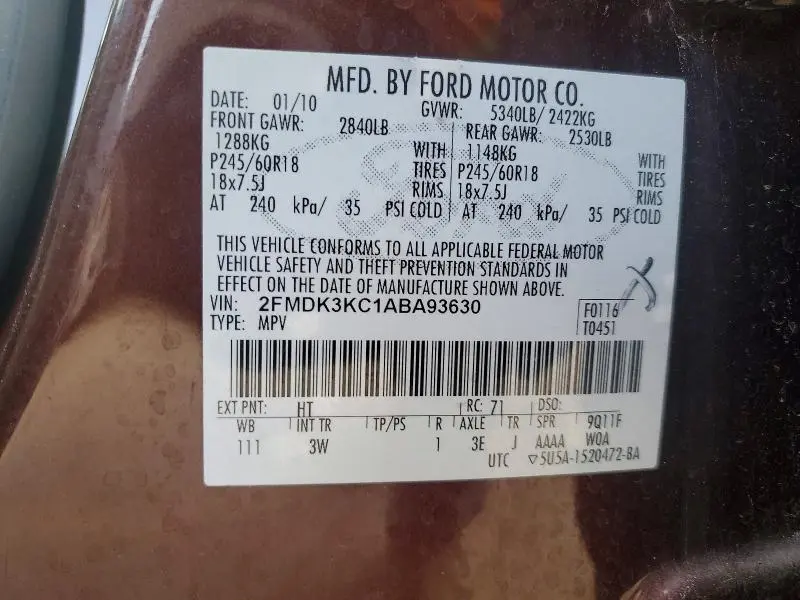 MFD. BY FORD MOTOR CO.
DATE: 01/10 GVWR: 5340LB/ 2422KG
FRONT GAWR: 2840LB REAR GAWR: 2530LB
1288KG WITH 1148KG WITH
P245/60R18 TIRES P245/60R18 TIRES
18x7.5J RIMS 18x7.5J RIMS
AT 240 kPa/ 35 PSI COLD AT 240 kPa/ 35 PSI COLD
THIS VEHICLE CONFORMS TO ALL APPLICABLE FEDERAL MOTOR
VEHICLE SAFETY AND THEFT PREVENTION STANDARDS IN
EFFECT ON THE DATE OF MANUFACTURE SHOWN ABOVE.
VIN: 2FMDK3KC1ABA93630 F0116
TYPE: MPV T0451
X
EXT PNT: HT RC: 71 DSO:
WB INT TR TP/PS R AXLE TR SPR 9Q11F
111 3W 1 3E J AAAA W0A
UTC ▽5U5A-1520472-BA